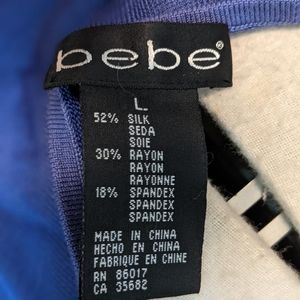 bebe®
L
52% SILK
SEDA
SOIE
30% RAYON
RAYON
RAYONNE
18% SPANDEX
SPANDEX
SPANDEX
MADE IN CHINA
HECHO EN CHINA
FABRIQUE EN CHINE
RN 86017
CA 35682